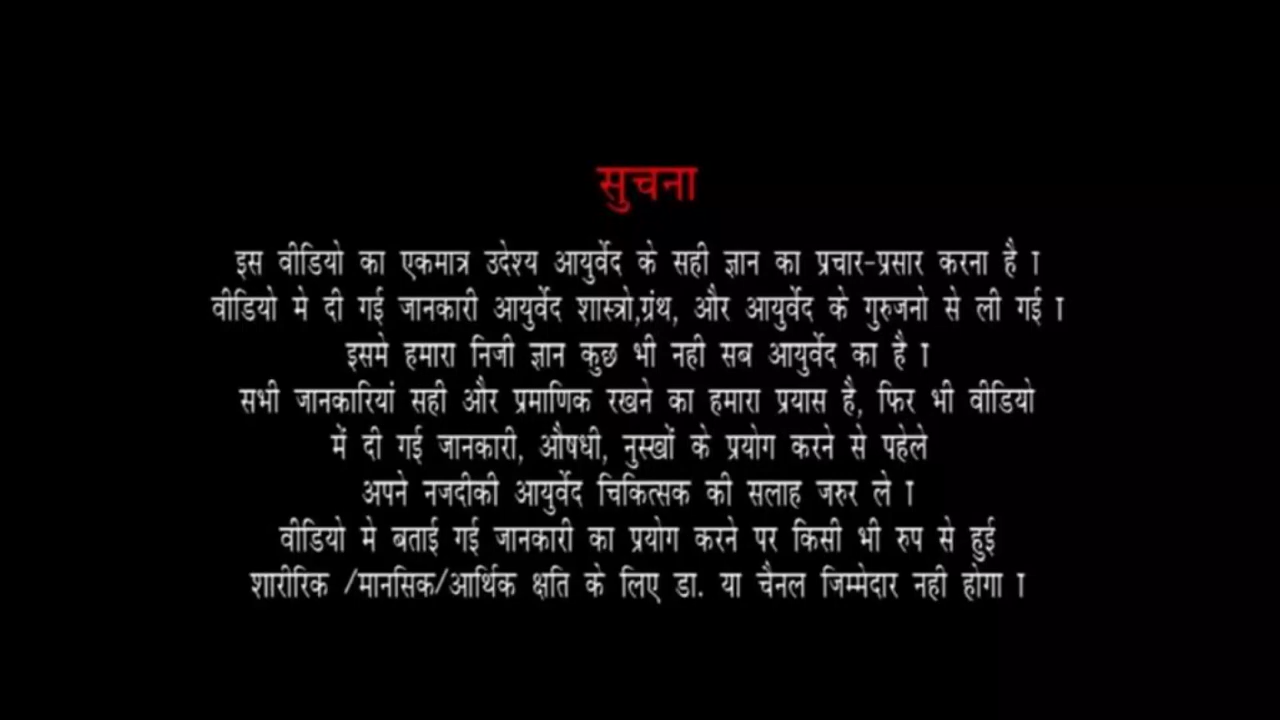 सुचना
इस वीडियो का एकमात्र उदेश्य आयुर्वेद के सही ज्ञान का प्रचार-प्रसार करना है ।
वीडियो मे दी गई जानकारी आयुर्वेद शास्त्रो,ग्रंथ, और आयुर्वेद के गुरुजनो से ली गई ।
इसमे हमारा निजी ज्ञान कुछ भी नही सब आयुर्वेद का है ।
सभी जानकारियां सही और प्रमाणिक रखने का हमारा प्रयास है, फिर भी वीडियो
में दी गई जानकारी, औषधी, नुस्खों के प्रयोग करने से पहेले
अपने नजदीकी आयुर्वेद चिकित्सक की सलाह जरुर ले ।
वीडियो मे बताई गई जानकारी का प्रयोग करने पर किसी भी रुप से हुई
शारीरिक /मानसिक/आर्थिक क्षति के लिए डा. या चैनल जिम्मेदार नही होगा ।